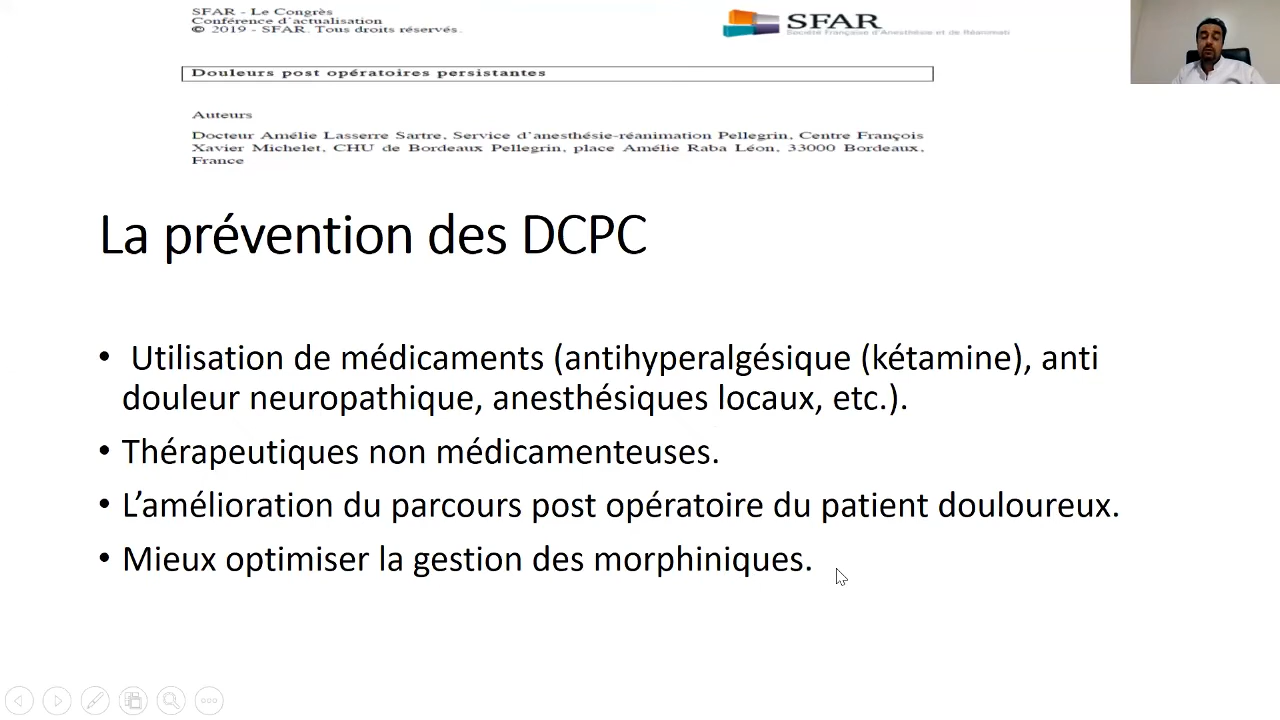 SFAR - Le Congrès
Conférence d'actualisation
© 2019 - SFAR. Tous droits réservés.
SFAR
Société Française d'Anesthésie et de Réanimati
Douleurs post opératoires persistantes
Auteurs
Docteur Amélie Lasserre Sartre, Service d'anesthésie-réanimation Pellegrin, Centre François
Xavier Michelet, CHU de Bordeaux Pellegrin, place Amélie Raba Léon, 33000 Bordeaux,
France
La prévention des DCPC
• Utilisation de médicaments (antihyperalgésique (kétamine), anti
douleur neuropathique, anesthésiques locaux, etc.).
• Thérapeutiques non médicamenteuses.
• L’amélioration du parcours post opératoire du patient douloureux.
• Mieux optimiser la gestion des morphiniques.